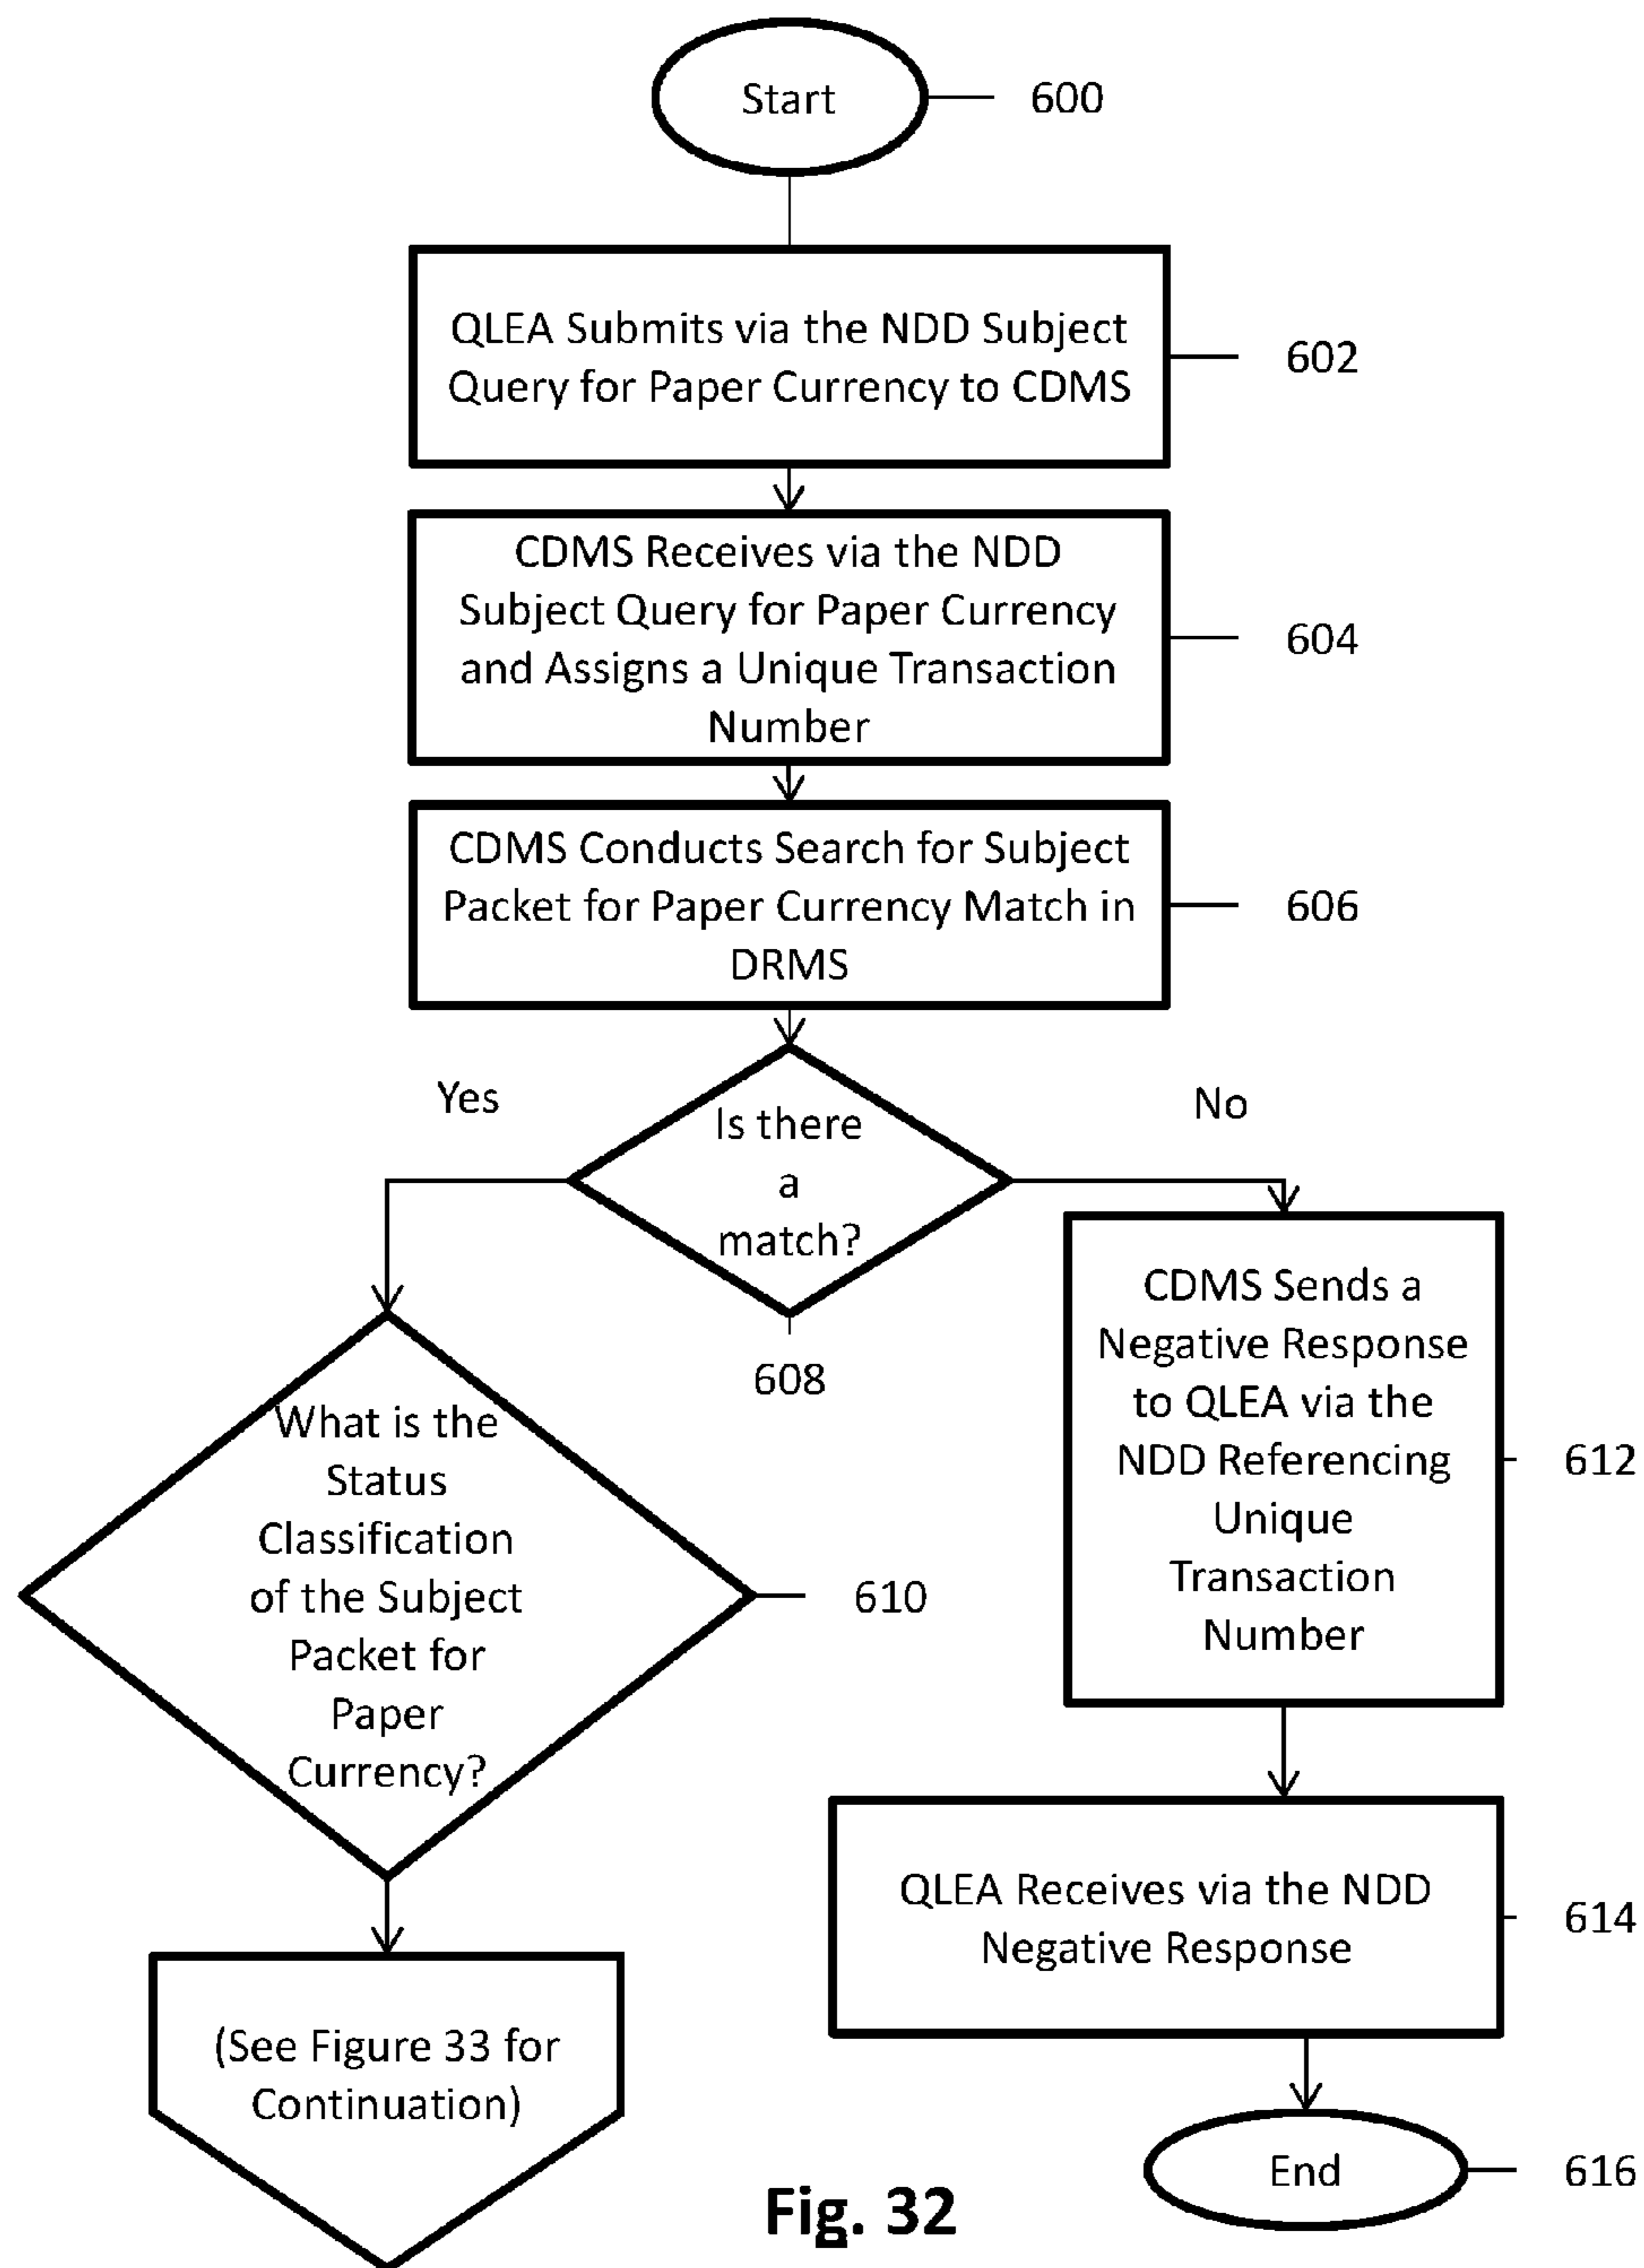 Start
600
QLEA Submits via the NDD Subject
Query for Paper Currency to CDMS
602
CDMS Receives via the NDD
Subject Query for Paper Currency
and Assigns a Unique Transaction
Number
604
CDMS Conducts Search for Subject
Packet for Paper Currency Match in
DRMS
606
Yes
Is there
a
match?
No
608
What is the
Status
Classification
of the Subject
Packet for
Paper
Currency?
610
CDMS Sends a
Negative Response
to QLEA via the
NDD Referencing
Unique
Transaction
Number
612
QLEA Receives via the NDD
Negative Response
614
(See Figure 33 for
Continuation)
End
616
Fig. 32